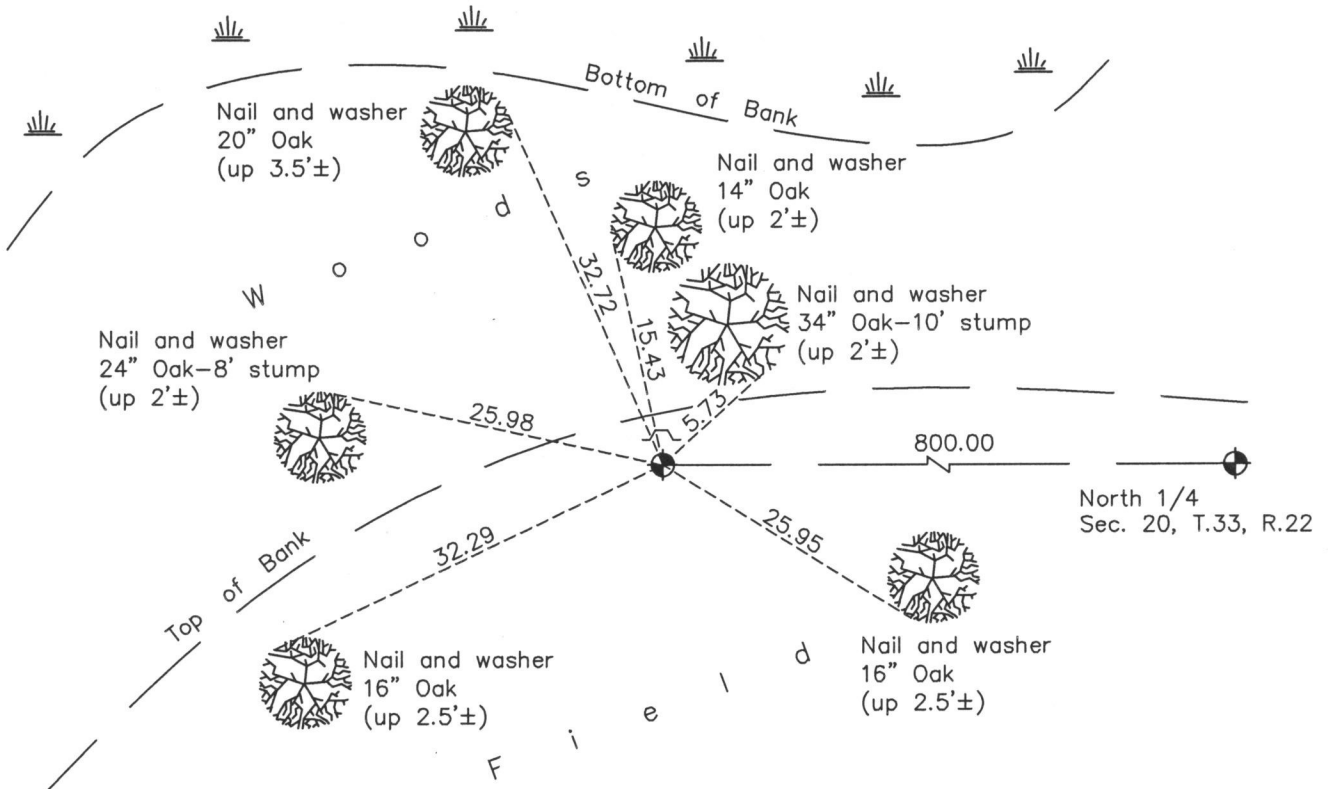 Bottom of Bank
Nail and washer
20" Oak
(up 3.5'±)
Nail and washer
14" Oak
(up 2'±)
Woods
32.72
15.43
Nail and washer
34" Oak-10' stump
(up 2'±)
Nail and washer
24" Oak-8' stump
(up 2'±)
25.98
5.73
800.00
North 1/4
Sec. 20, T.33, R.22
32.29
25.95
Top of Bank
Nail and washer
16" Oak
(up 2.5'±)
Nail and washer
16" Oak
(up 2.5'±)
Field